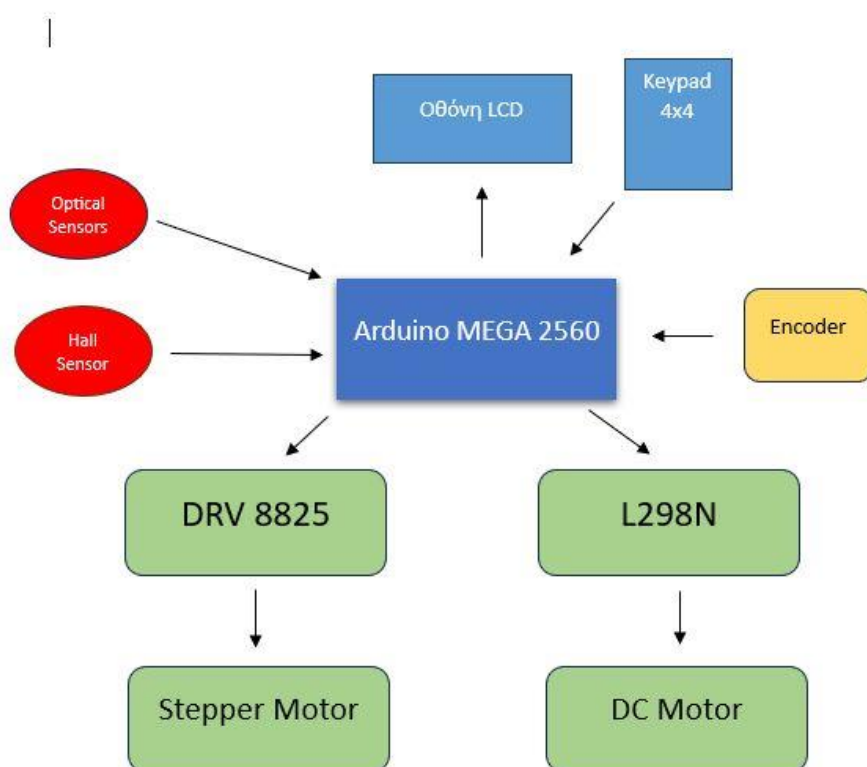 Οθόνη LCD
Keypad
4x4
Optical
Sensors
Arduino MEGA 2560
Hall
Sensor
Encoder
DRV 8825
L298N
Stepper Motor
DC Motor